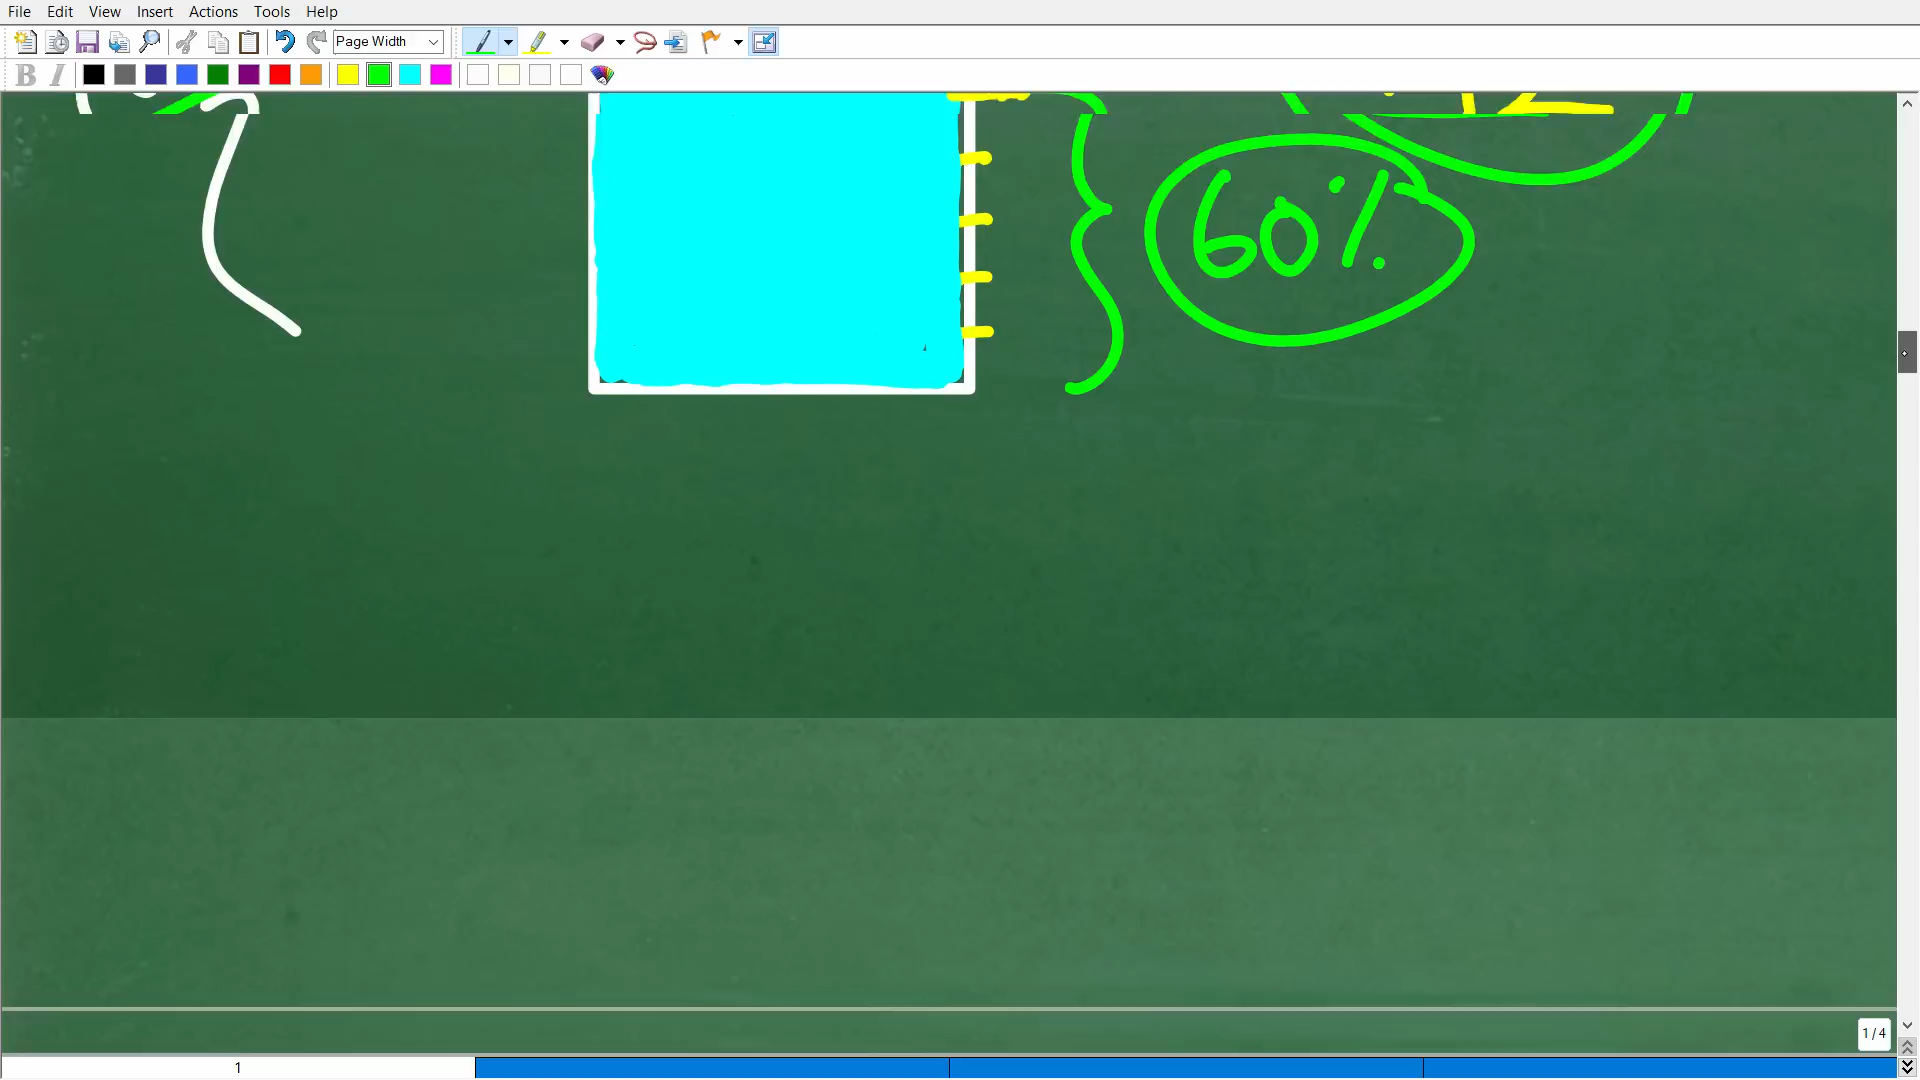 File Edit View Insert Actions Tools Help
Page Width
B I
60%
1 / 4
1